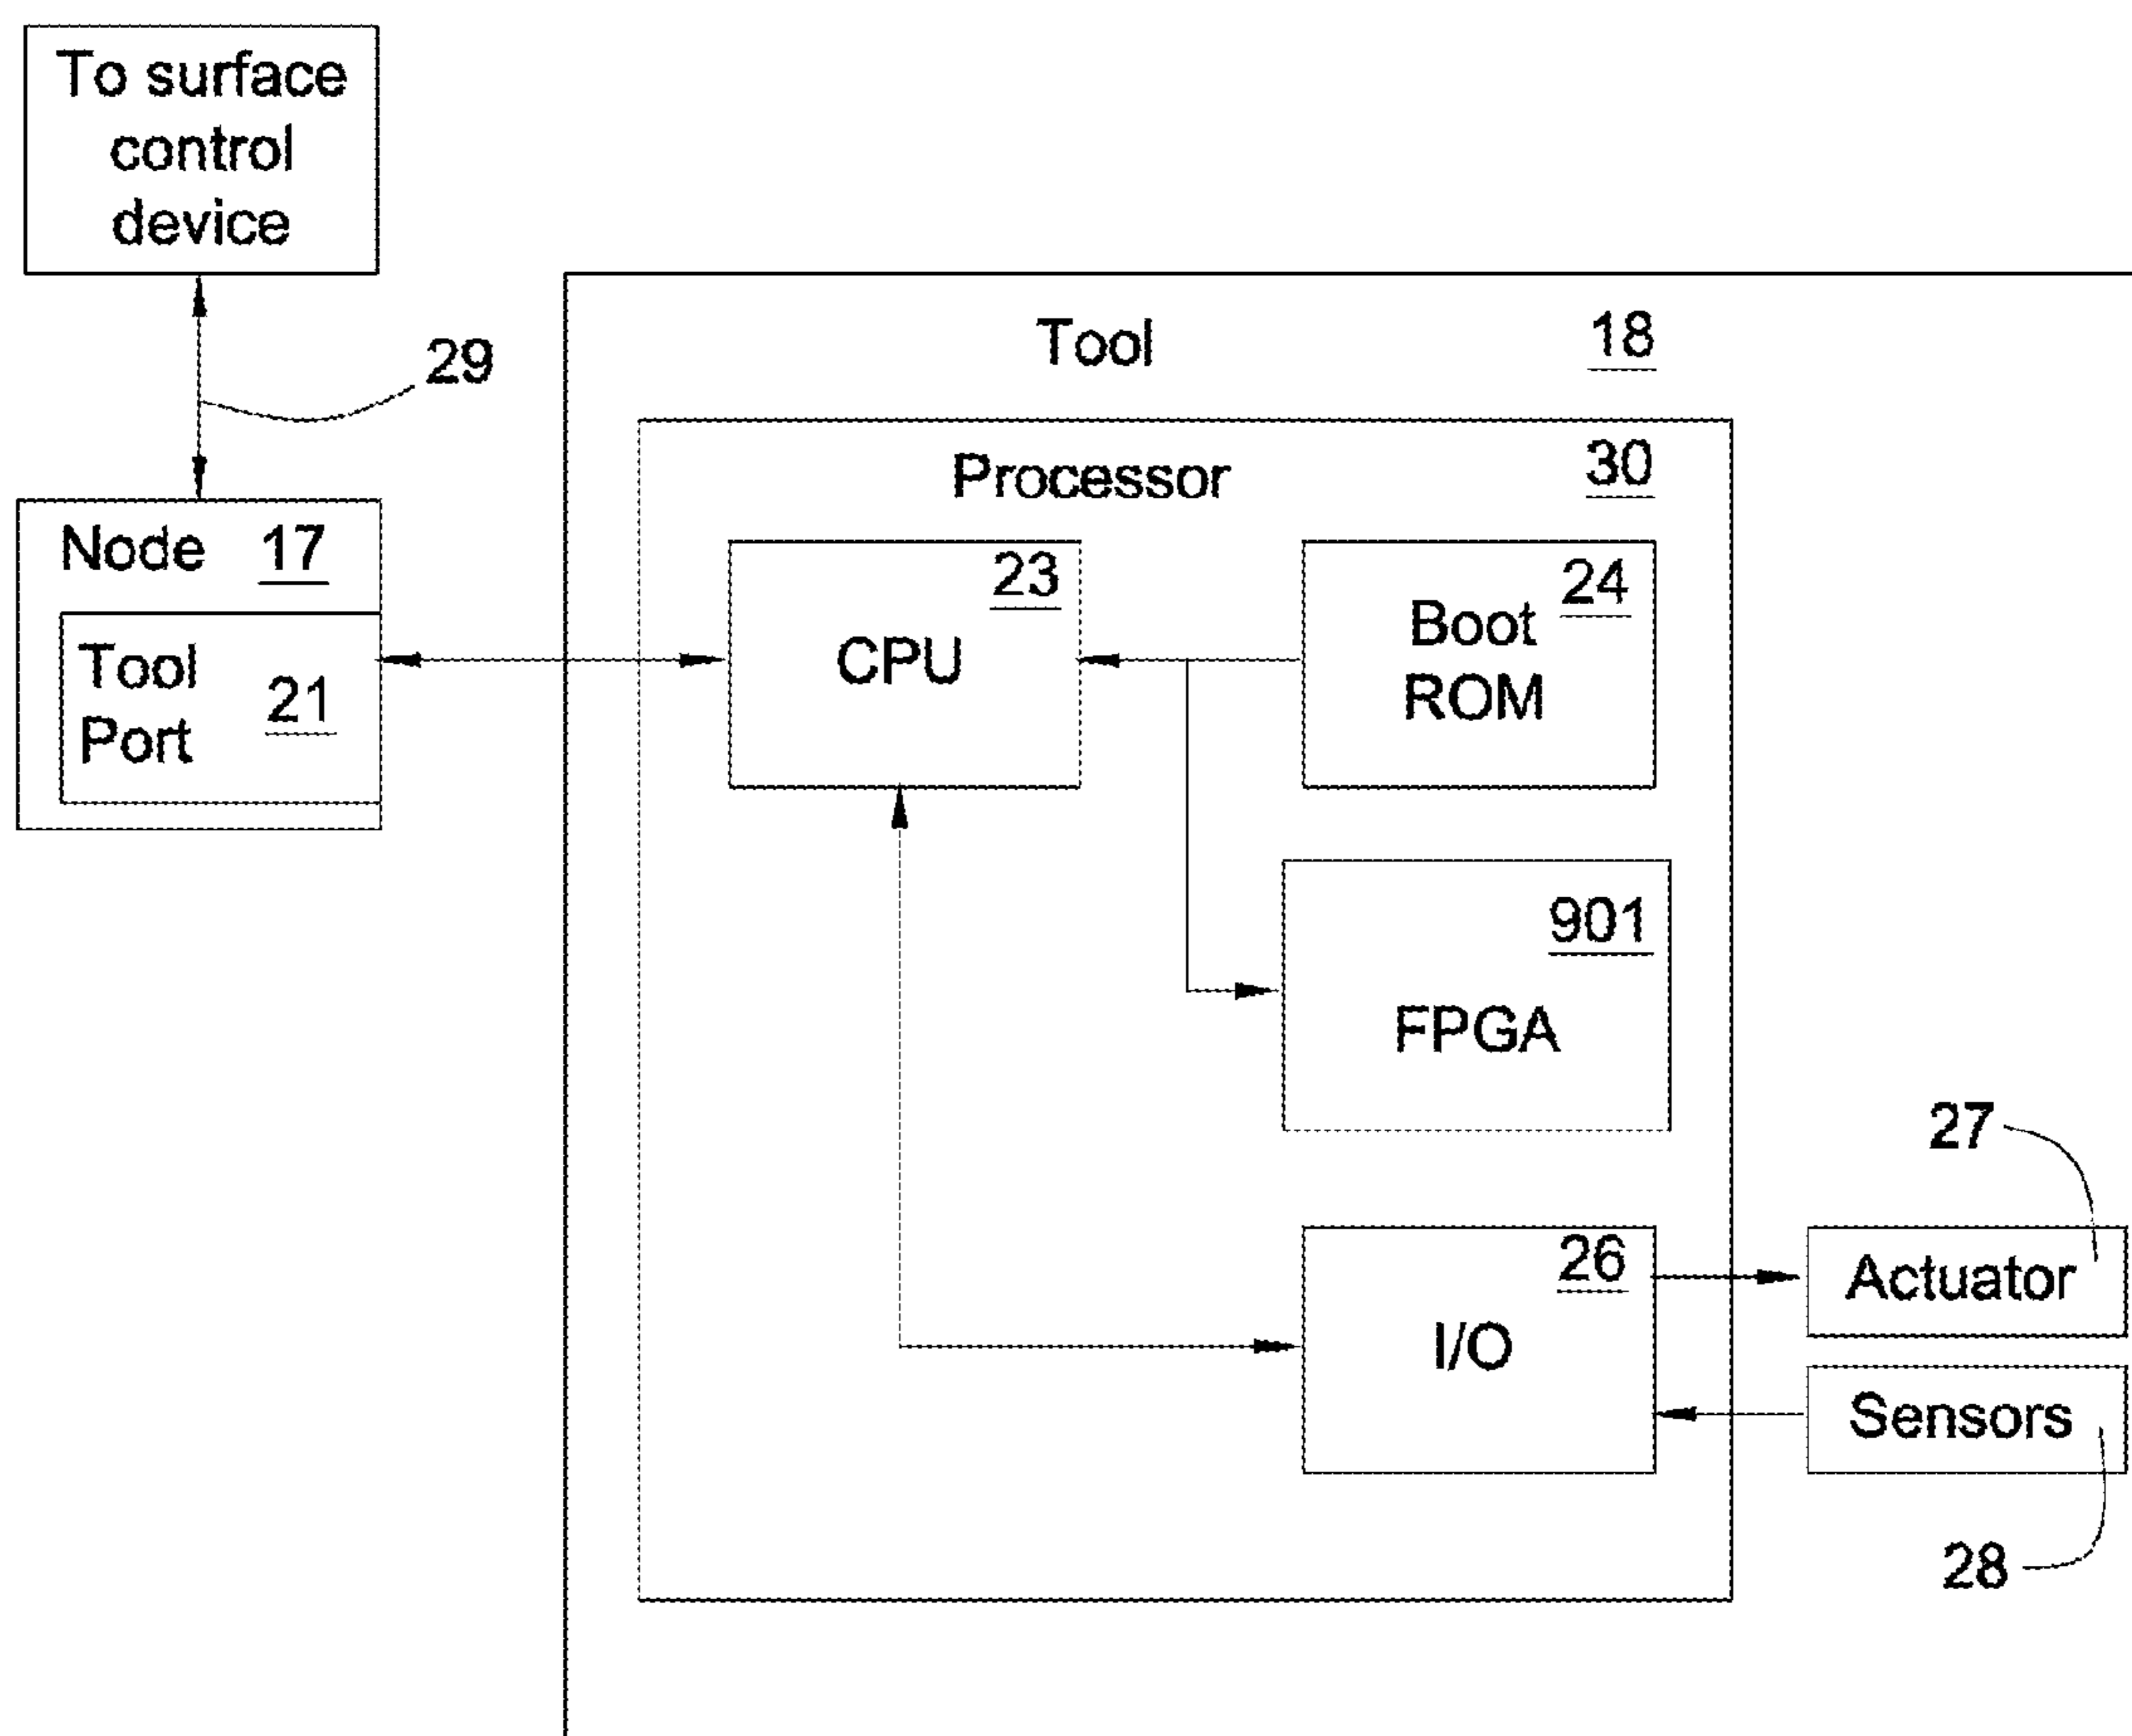 To surface
control
device
29
Tool 18
Processor 30
Node 17
Tool
Port
21
23
CPU
24
Boot
ROM
901
FPGA
27
26
I/O
Actuator
Sensors
28